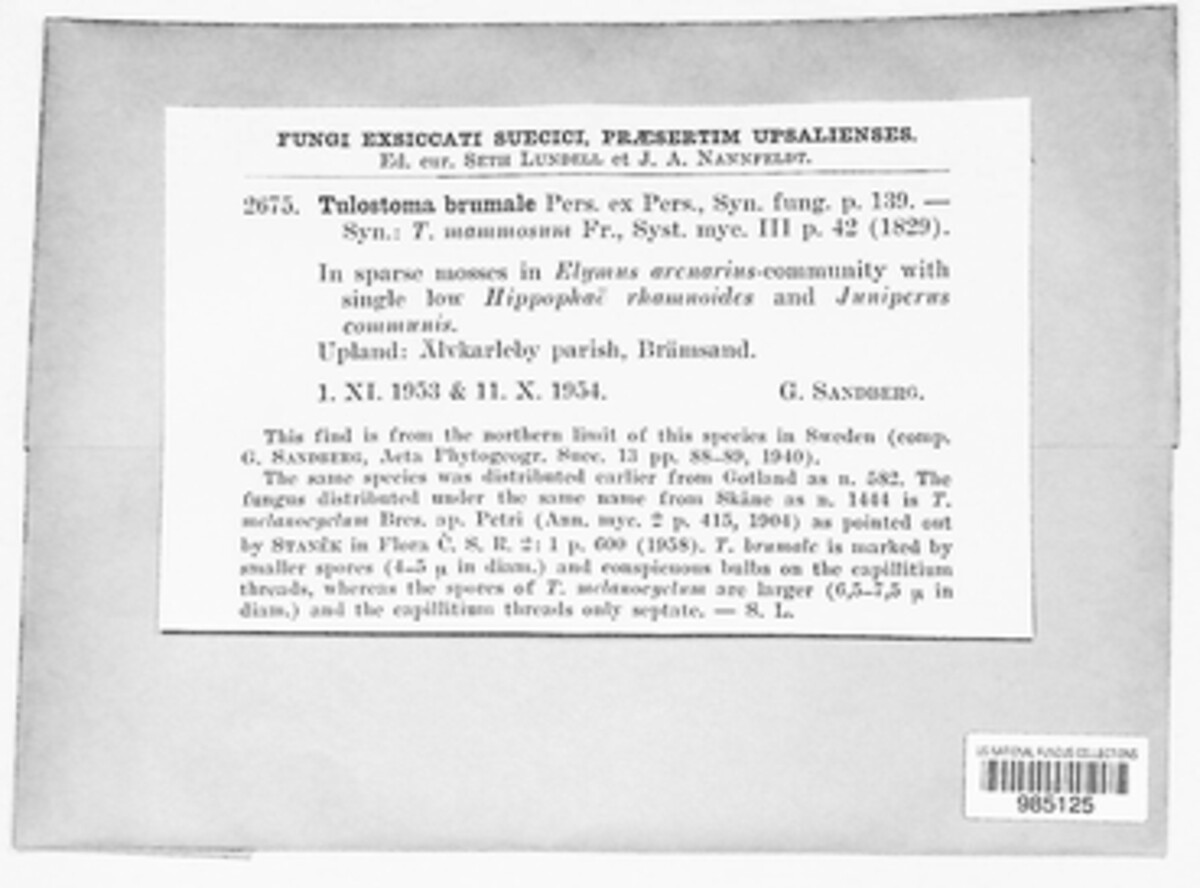 FUNGI EXSICCATI SUECICI, PRÆSERTIM UPSALIENSES.
Ed. cur. SETH LUNDELL et J. A. NANNFELDT.
2675. Tulostoma brumale Pers. ex Pers., Syn. fung. p. 139. —
Syn.: T. mammosum Fr., Syst. myc. III p. 42 (1829).
In sparse mosses in Elymus arenarius-community with
single low Hippophaë rhamnoides and Juniperus
communis.
Upland: Älvkarleby parish, Brämsand.
1. XI. 1953 & 11. X. 1954. G. SANDBERG.
This find is from the northern limit of this species in Sweden (comp.
G. SANDBERG, Acta Phytogeogr. Suec. 13 pp. 88–89, 1940).
The same species was distributed earlier from Gotland as n. 582. The
fungus distributed under the same name from Skåne as n. 1444 is T.
melanocyclum Bres. ap. Petri (Ann. myc. 2 p. 415, 1904) as pointed out
by STANĚK in Flora Č. S. R. 2: 1 p. 600 (1958). T. brumale is marked by
smaller spores (4–5 µ in diam.) and conspicuous bulbs on the capillitium
threads, whereas the spores of T. melanocyclum are larger (6,5–7,5 µ in
diam.) and the capillitium threads only septate. — S. L.
US NATIONAL FUNGUS COLLECTIONS
985125